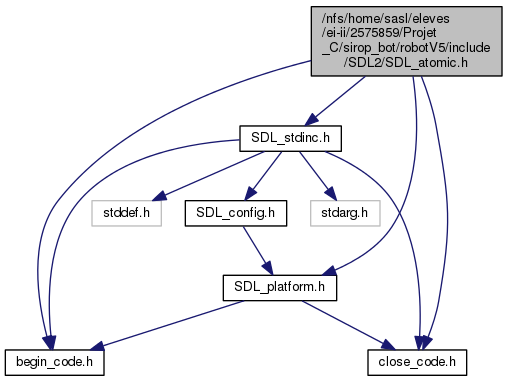 /nfs/home/sasl/eleves
/ei-ii/2575859/Projet
_C/sirop_bot/robotV5/include
/SDL2/SDL_atomic.h
SDL_stdinc.h
stddef.h
SDL_config.h
stdarg.h
SDL_platform.h
begin_code.h
close_code.h